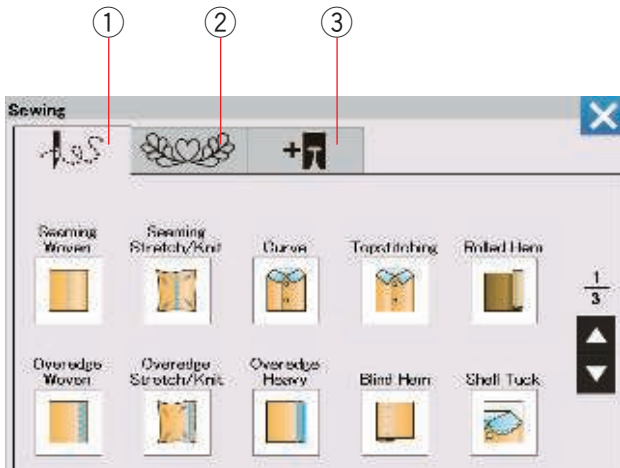 ① ② ③
Sewing
Seaming Woven
Seaming Stretch/Knit
Curve
Topstitching
Rolled Hem
1
3
Overedge Woven
Overedge Stretch/Knit
Overedge Heavy
Blind Hem
Shell Tuck